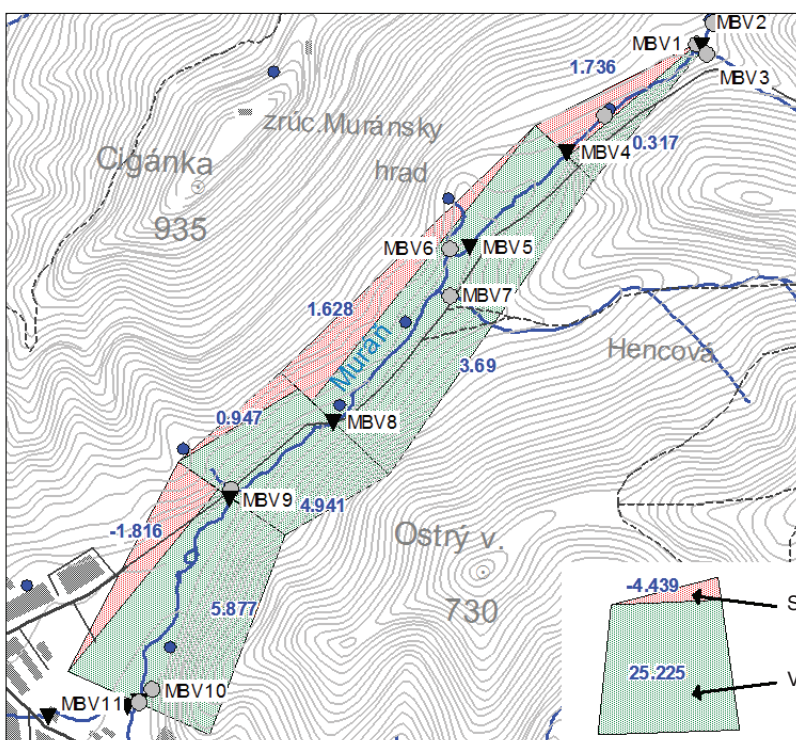 MBV2
MBV1
MBV3
1.736
zrúc.Muránsky
hrad
0.317
MBV4
Cigánka
935
MBV6
MBV5
MBV7
1.628
Muráň
3.69
Hencová
0.947
MBV8
MBV9
4.941
-1.816
Ostrý v.
730
5.877
-4.439
S
25.225
V
MBV10
MBV11